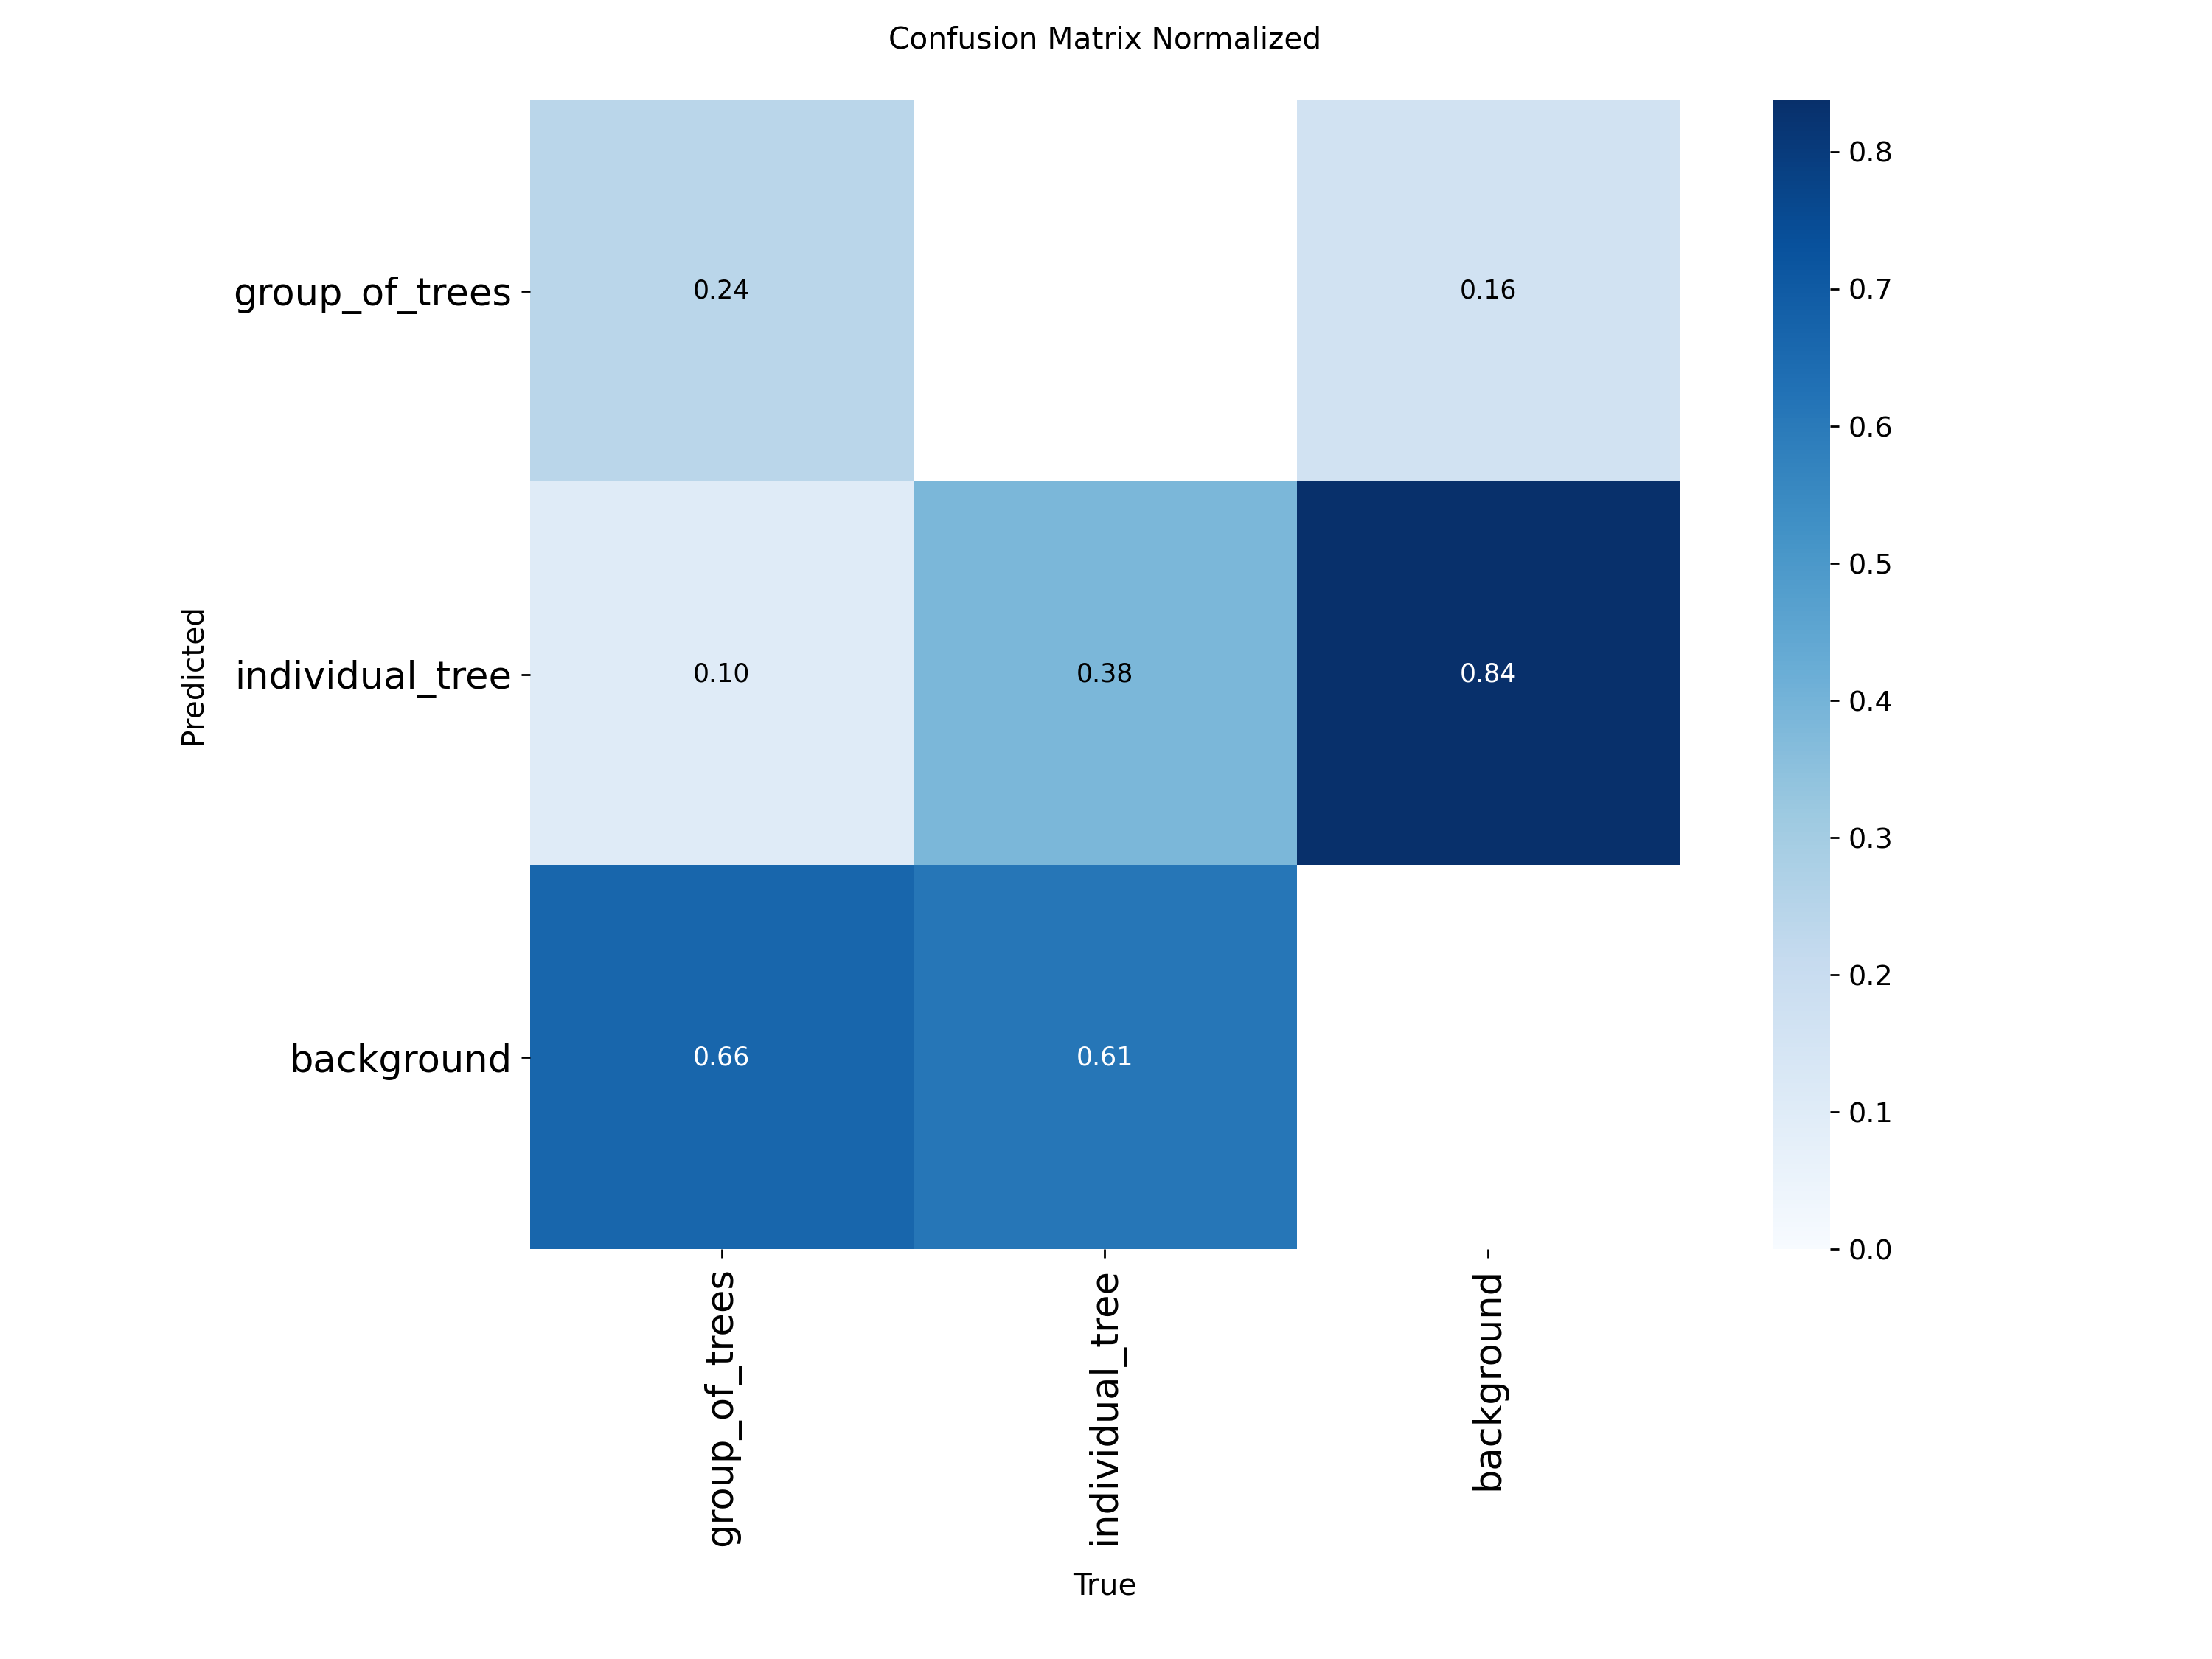 Confusion Matrix Normalized
group_of_trees
0.24
0.16
0.8
0.7
0.6
0.5
0.4
0.3
0.2
0.1
0.0
Predicted
individual_tree
0.10
0.38
0.84
background
0.66
0.61
group_of_trees
individual_tree
background
True